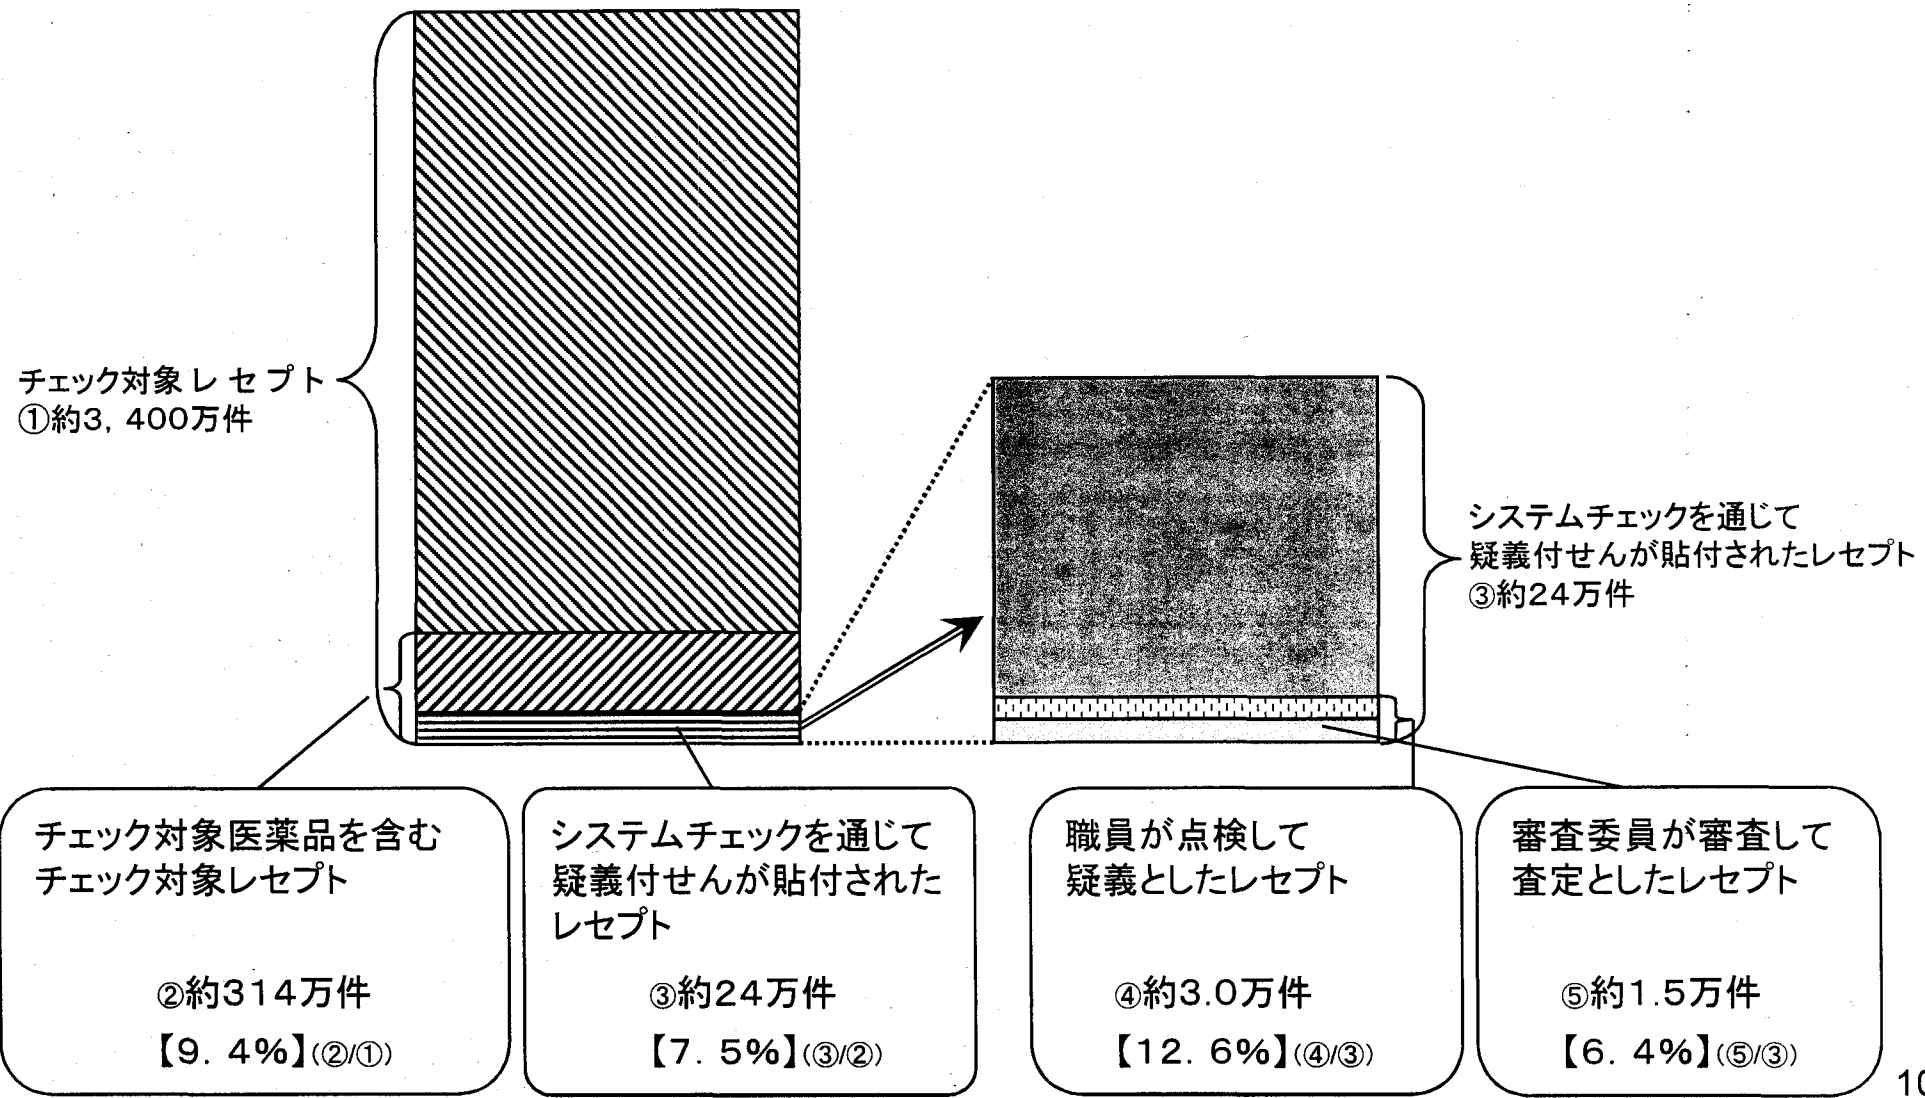 チェック対象レセプト
①約3,400万件
システムチェックを通じて
疑義付せんが貼付されたレセプト
③約24万件
チェック対象医薬品を含む
チェック対象レセプト
②約314万件
【9.4%】(②/①)
システムチェックを通じて
疑義付せんが貼付された
レセプト
③約24万件
【7.5%】(③/②)
職員が点検して
疑義としたレセプト
④約3.0万件
【12.6%】(④/③)
審査委員が審査して
査定としたレセプト
⑤約1.5万件
【6.4%】(⑤/③)
10